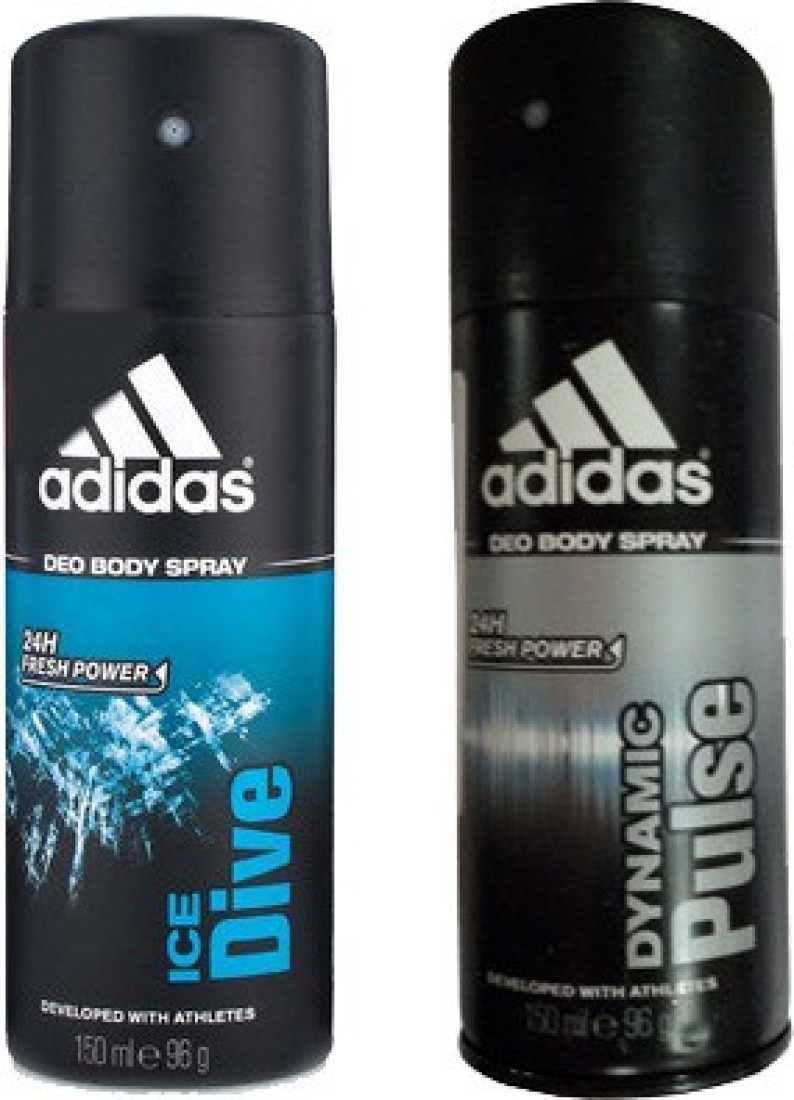 adidas®
DEO BODY SPRAY
24H
FRESH POWER
ICE
Dive
DEVELOPED WITH ATHLETES
150 ml e 96 g
adidas®
DEO BODY SPRAY
24H
FRESH POWER
DYNAMIC
Pulse
DEVELOPED WITH ATHLETES
150 ml e 96 g